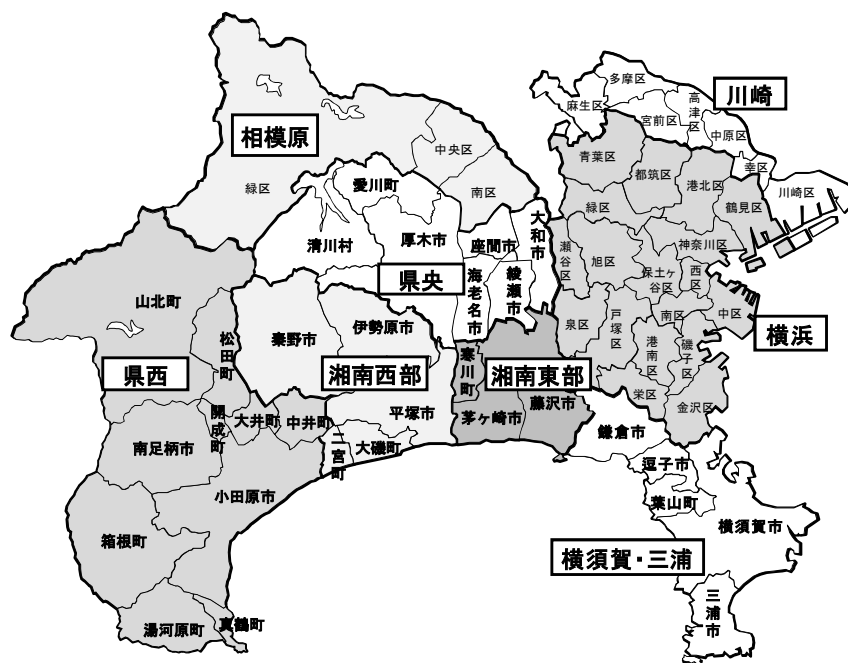 川崎
多摩区
麻生区
宮前区
高津区
中原区
幸区
川崎区
相模原
緑区
中央区
南区
愛川町
清川村
厚木市
座間市
大和市
県央
海老名市
綾瀬市
青葉区
都筑区
港北区
鶴見区
緑区
神奈川区
瀬谷区
旭区
保土ヶ谷区
西区
中区
横浜
泉区
戸塚区
南区
港南区
磯子区
栄区
金沢区
山北町
松田町
県西
開成町
大井町
中井町
南足柄市
小田原市
箱根町
湯河原町
真鶴町
秦野市
伊勢原市
湘南西部
平塚市
二宮町
大磯町
寒川町
湘南東部
茅ヶ崎市
藤沢市
鎌倉市
逗子市
葉山町
横須賀市
横須賀・三浦
三浦市